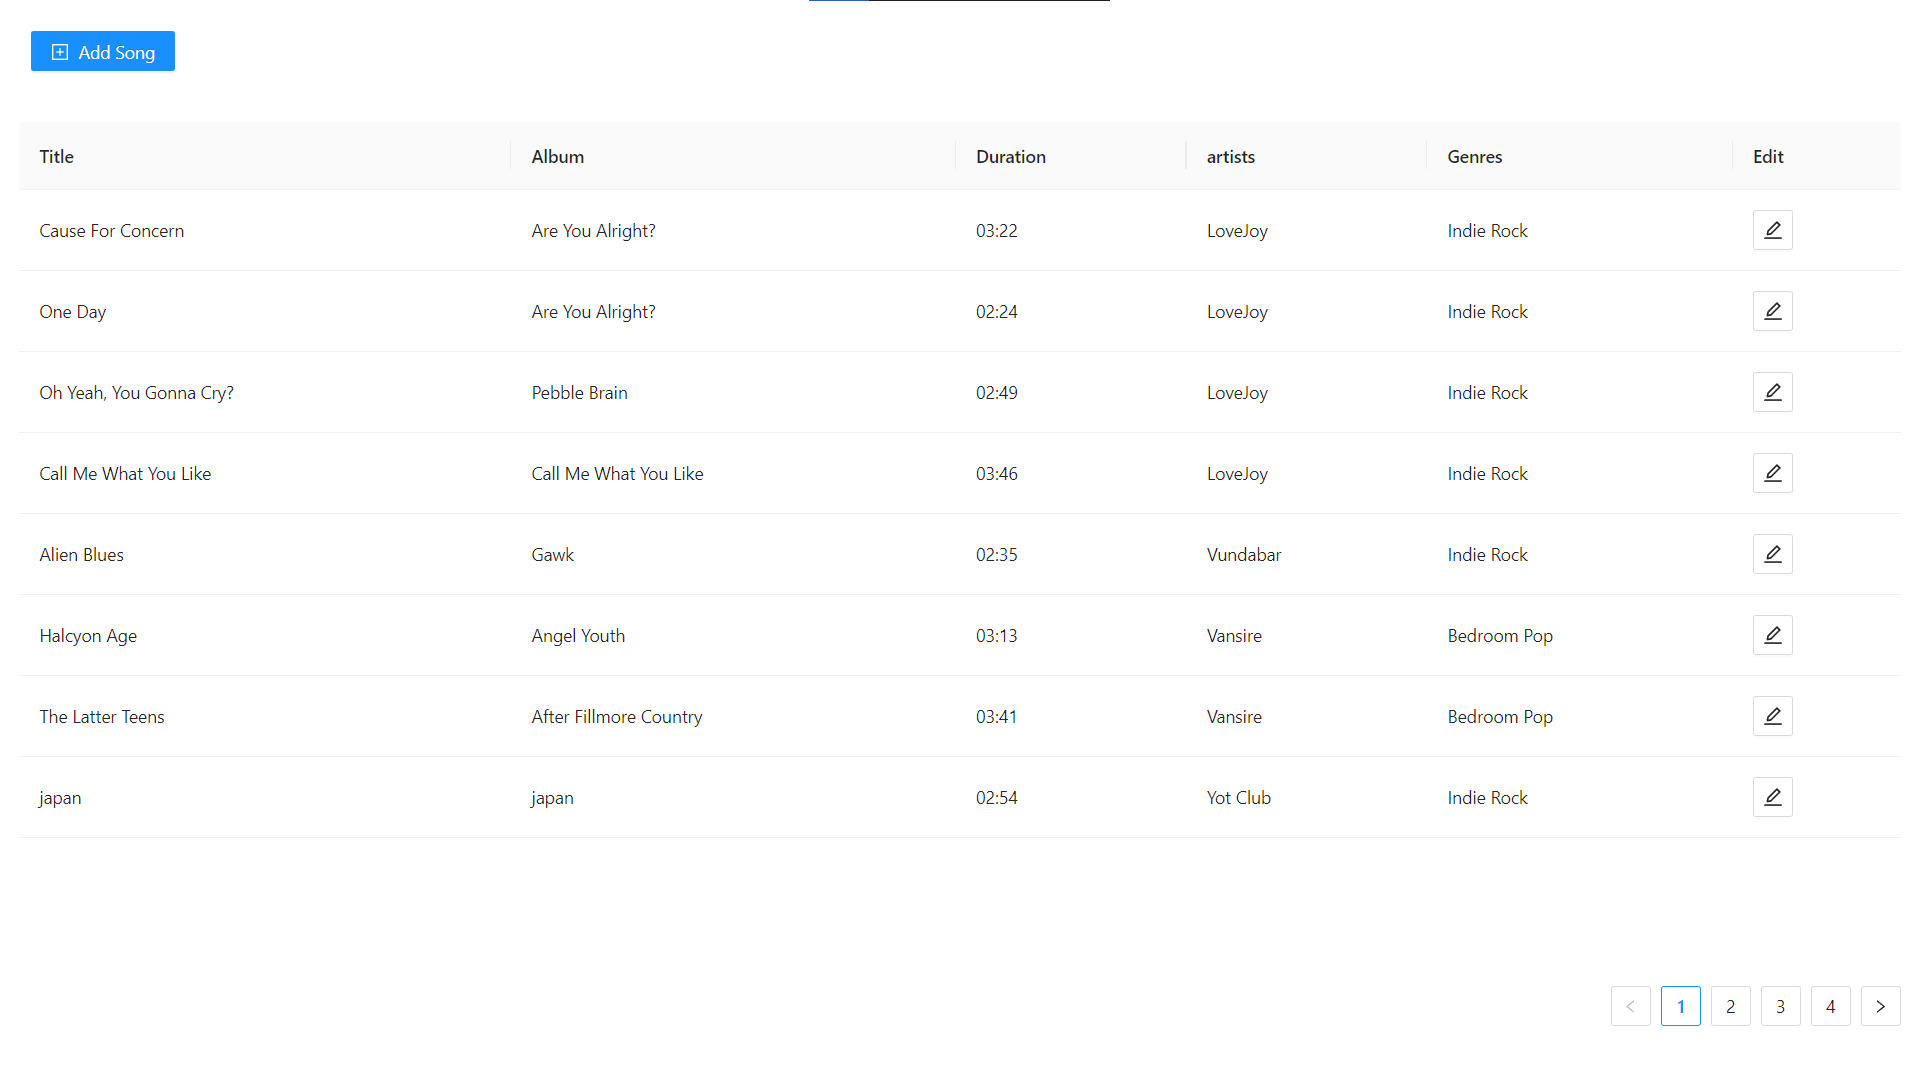 Add Song
Title Album Duration artists Genres Edit
Cause For Concern Are You Alright? 03:22 LoveJoy Indie Rock
One Day Are You Alright? 02:24 LoveJoy Indie Rock
Oh Yeah, You Gonna Cry? Pebble Brain 02:49 LoveJoy Indie Rock
Call Me What You Like Call Me What You Like 03:46 LoveJoy Indie Rock
Alien Blues Gawk 02:35 Vundabar Indie Rock
Halcyon Age Angel Youth 03:13 Vansire Bedroom Pop
The Latter Teens After Fillmore Country 03:41 Vansire Bedroom Pop
japan japan 02:54 Yot Club Indie Rock
1 2 3 4